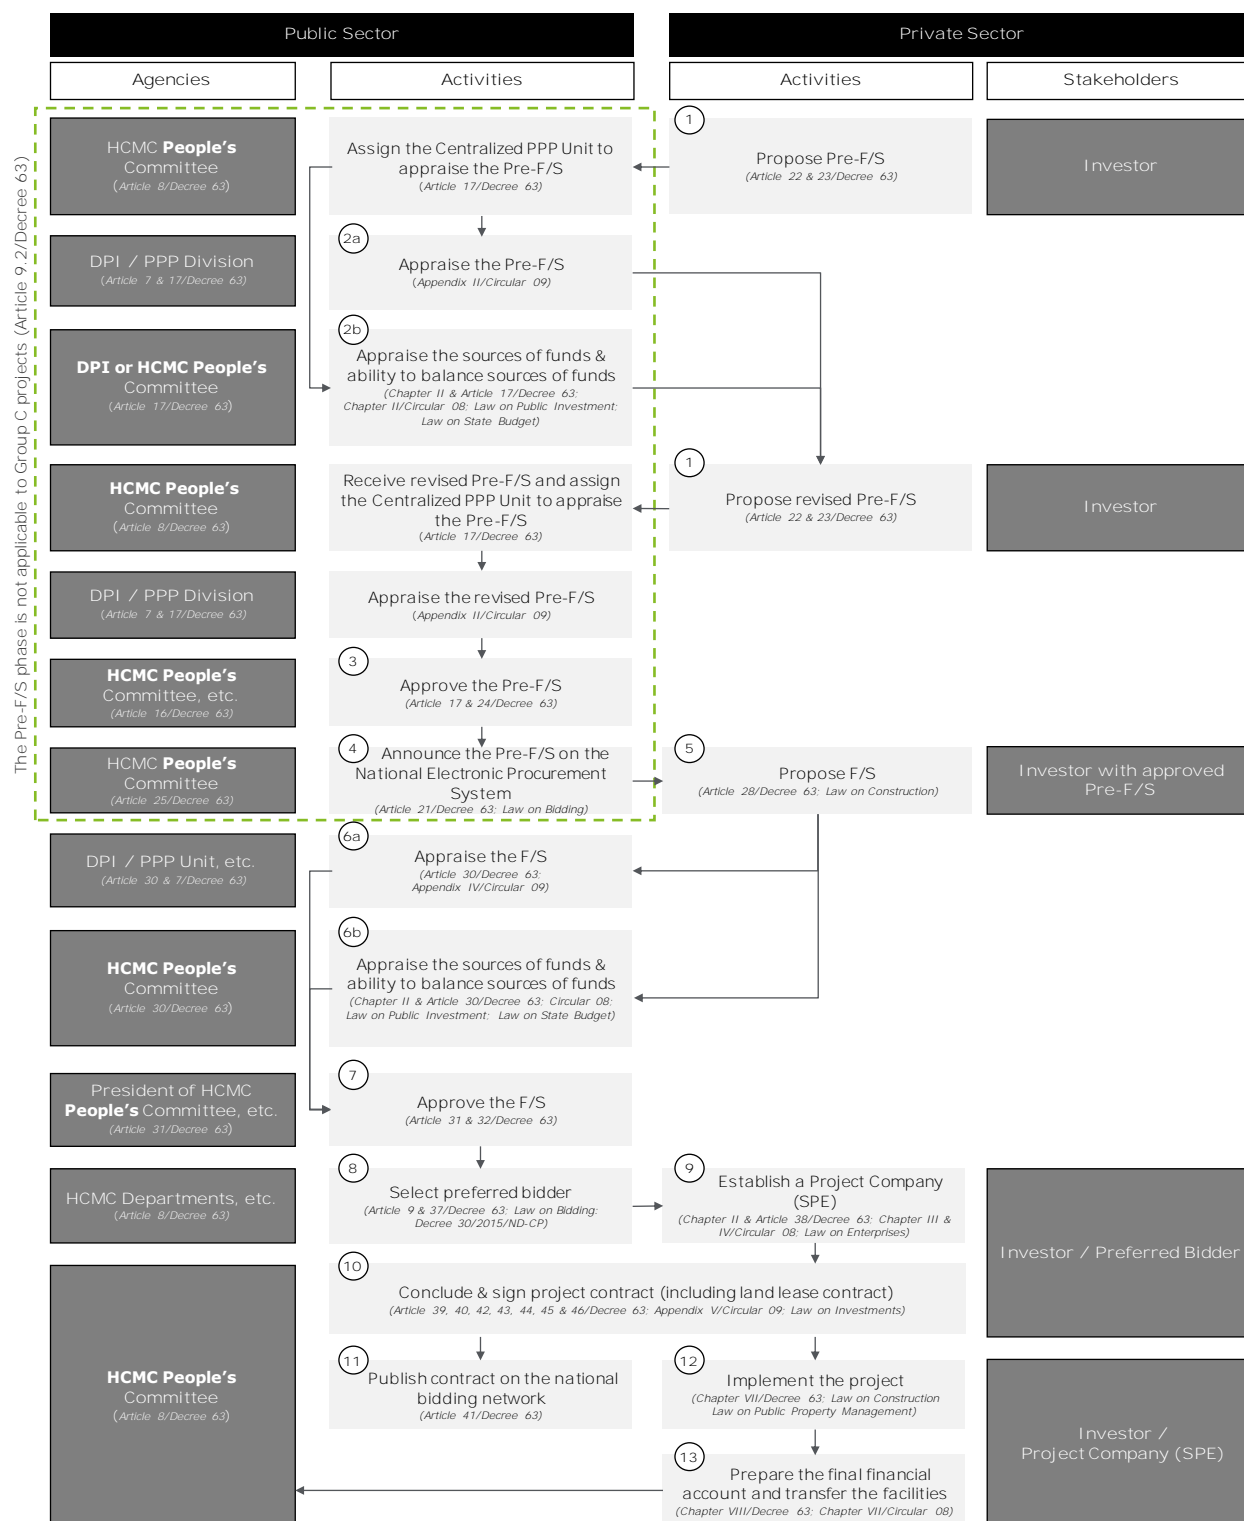 Public Sector
Private Sector
Agencies
Activities
Activities
Stakeholders
The Pre-F/S phase is not applicable to Group C projects (Article 9.2/Decree 63)
HCMC People's
Committee
(Article 8/Decree 63)
Assign the Centralized PPP Unit to
appraise the Pre-F/S
(Article 17/Decree 63)
1
Propose Pre-F/S
(Article 22 & 23/Decree 63)
Investor
DPI / PPP Division
(Article 7 & 17/Decree 63)
2a
Appraise the Pre-F/S
(Appendix II/Circular 09)
DPI or HCMC People's
Committee
(Article 17/Decree 63)
2b
Appraise the sources of funds &
ability to balance sources of funds
(Chapter II & Article 17/Decree 63;
Chapter II/Circular 08; Law on Public Investment;
Law on State Budget)
HCMC People's
Committee
(Article 8/Decree 63)
Receive revised Pre-F/S and assign
the Centralized PPP Unit to appraise
the Pre-F/S
(Article 17/Decree 63)
1
Propose revised Pre-F/S
(Article 22 & 23/Decree 63)
Investor
DPI / PPP Division
(Article 7 & 17/Decree 63)
Appraise the revised Pre-F/S
(Appendix II/Circular 09)
HCMC People's
Committee, etc.
(Article 16/Decree 63)
3
Approve the Pre-F/S
(Article 17 & 24/Decree 63)
HCMC People's
Committee
(Article 25/Decree 63)
4
Announce the Pre-F/S on the
National Electronic Procurement
System
(Article 21/Decree 63; Law on Bidding)
5
Propose F/S
(Article 28/Decree 63; Law on Construction)
Investor with approved
Pre-F/S
DPI / PPP Unit, etc.
(Article 30 & 7/Decree 63)
6a
Appraise the F/S
(Article 30/Decree 63;
Appendix IV/Circular 09)
HCMC People's
Committee
(Article 30/Decree 63)
6b
Appraise the sources of funds &
ability to balance sources of funds
(Chapter II & Article 30/Decree 63; Circular 08;
Law on Public Investment; Law on State Budget)
President of HCMC
People's Committee, etc.
(Article 31/Decree 63)
7
Approve the F/S
(Article 31 & 32/Decree 63)
HCMC Departments, etc.
(Article 8/Decree 63)
8
Select preferred bidder
(Article 9 & 37/Decree 63; Law on Bidding:
Decree 30/2015/ND-CP)
9
Establish a Project Company
(SPE)
(Chapter II & Article 38/Decree 63; Chapter III &
IV/Circular 08; Law on Enterprises)
Investor / Preferred Bidder
10
Conclude & sign project contract (including land lease contract)
(Article 39, 40, 42, 43, 44, 45 & 46/Decree 63; Appendix V/Circular 09; Law on Investments)
HCMC People's
Committee
(Article 8/Decree 63)
11
Publish contract on the national
bidding network
(Article 41/Decree 63)
12
Implement the project
(Chapter VII/Decree 63; Law on Construction
Law on Public Property Management)
Investor /
Project Company (SPE)
13
Prepare the final financial
account and transfer the facilities
(Chapter VIII/Decree 63; Chapter VII/Circular 08)